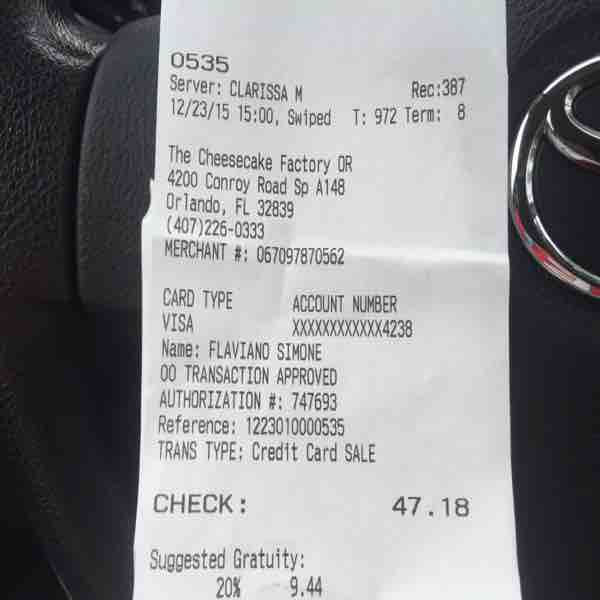 0535
Server: CLARISSA M Rec:387
12/23/15 15:00, Swiped T: 972 Term: 8
The Cheesecake Factory OR
4200 Conroy Road Sp A148
Orlando, FL 32839
(407)226-0333
MERCHANT #: 067097870562
CARD TYPE ACCOUNT NUMBER
VISA XXXXXXXXXXXX4238
Name: FLAVIANO SIMONE
00 TRANSACTION APPROVED
AUTHORIZATION #: 747693
Reference: 1223010000535
TRANS TYPE: Credit Card SALE
CHECK: 47.18
Suggested Gratuity:
20% 9.44